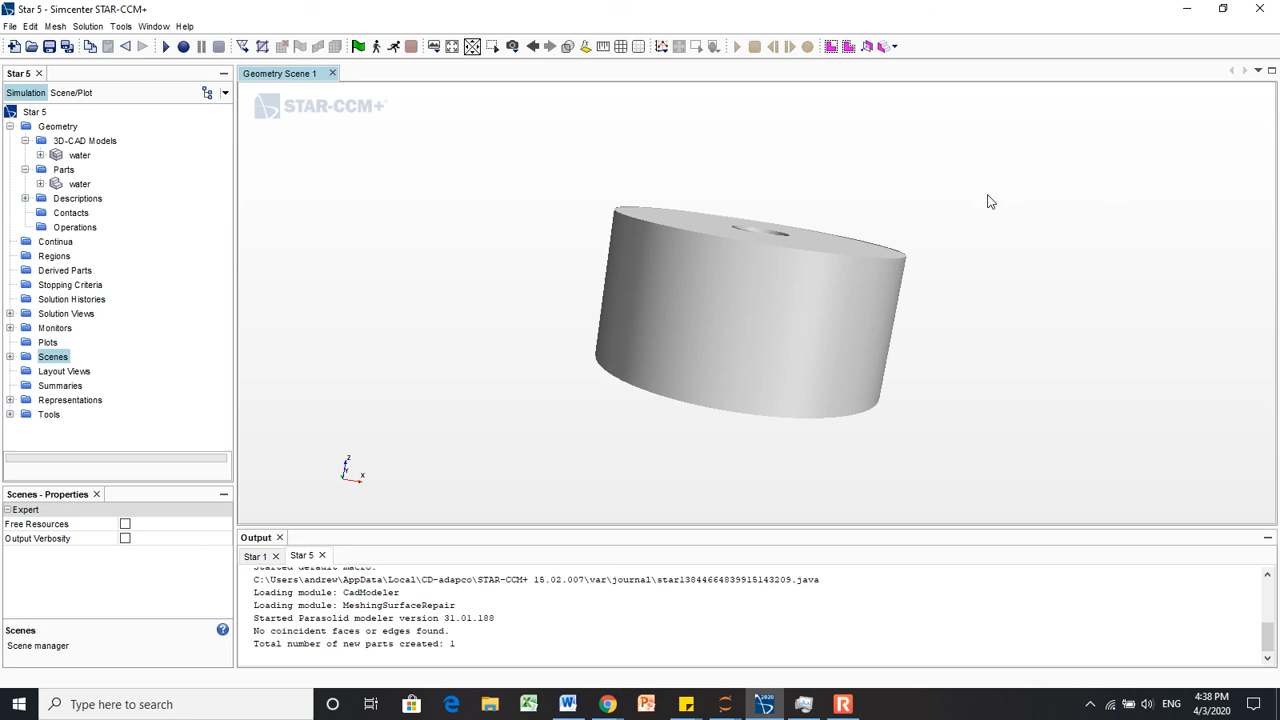 Star 5 - Simcenter STAR-CCM+
File Edit Mesh Solution Tools Window Help
Star 5
Geometry Scene 1
Simulation Scene/Plot
STAR-CCM+
Star 5
Geometry
3D-CAD Models
water
Parts
water
Descriptions
Contacts
Operations
Continua
Regions
Derived Parts
Stopping Criteria
Solution Histories
Solution Views
Monitors
Plots
Scenes
Layout Views
Summaries
Representations
Tools
z
Y
x
Scenes - Properties
Expert
Free Resources
Output Verbosity
Scenes
Scene manager
Output
Star 1 Star 5
Started default macro:
C:\Users\andrew\AppData\Local\CD-adapco\STAR-CCM+ 15.02.007\var\journal\star13844664839915143209.java
Loading module: CadModeler
Loading module: MeshingSurfaceRepair
Started Parasolid modeler version 31.01.188
No coincident faces or edges found.
Total number of new parts created: 1
Type here to search
2020
ENG
4:38 PM
4/3/2020